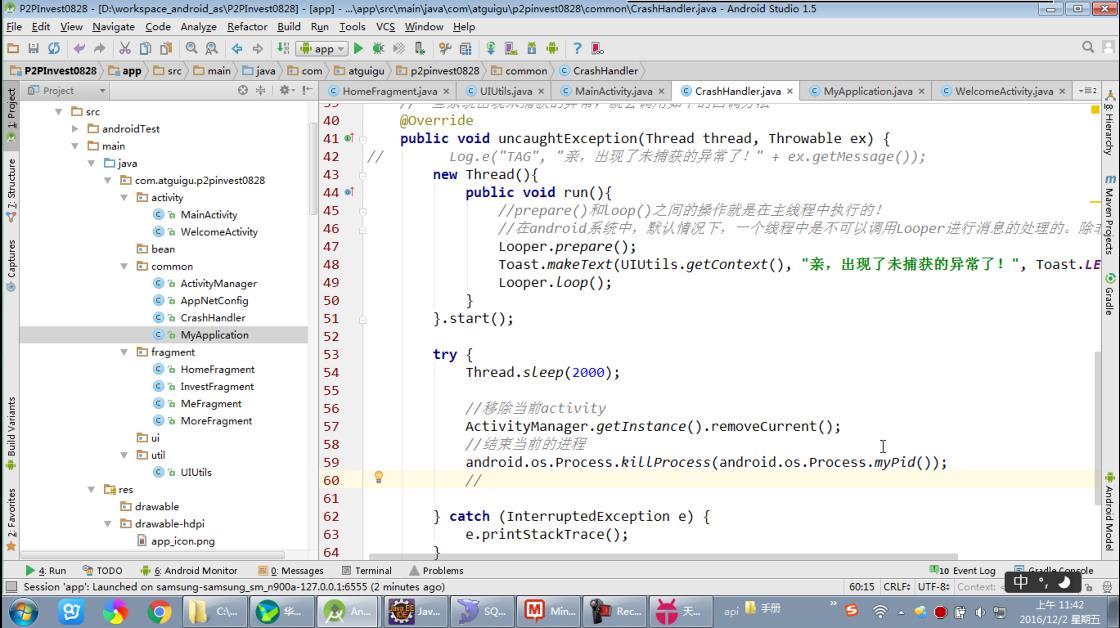 P2PInvest0828 - [D:\workspace_android_as\P2PInvest0828] - [app] - ...\app\src\main\java\com\atguigu\p2pinvest0828\common\CrashHandler.java - Android Studio 1.5
File Edit View Navigate Code Analyze Refactor Build Run Tools VCS Window Help
app
P2PInvest0828 app src main java com atguigu p2pinvest0828 common CrashHandler
Project
HomeFragment.java UIUtils.java MainActivity.java CrashHandler.java MyApplication.java WelcomeActivity.java
1: Project
7: Structure
Captures
Build Variants
2: Favorites
src
androidTest
main
java
com.atguigu.p2pinvest0828
activity
MainActivity
WelcomeActivity
bean
common
ActivityManager
AppNetConfig
CrashHandler
MyApplication
fragment
HomeFragment
InvestFragment
MeFragment
MoreFragment
ui
util
UIUtils
res
drawable
drawable-hdpi
app_icon.png
40 @Override
41 public void uncaughtException(Thread thread, Throwable ex) {
42 // Log.e("TAG", "亲，出现了未捕获的异常了！" + ex.getMessage());
43 new Thread(){
44 public void run(){
45 //prepare()和loop()之间的操作就是在主线程中执行的！
46 //在android系统中，默认情况下，一个线程中是不可以调用Looper进行消息的处理的。除非
47 Looper.prepare();
48 Toast.makeText(UIUtils.getContext(), "亲，出现了未捕获的异常了！", Toast.LE
49 Looper.loop();
50 }
51 }.start();
52
53 try {
54 Thread.sleep(2000);
55
56 //移除当前activity
57 ActivityManager.getInstance().removeCurrent();
58 //结束当前的进程
59 android.os.Process.killProcess(android.os.Process.myPid());
60 //
61
62 } catch (InterruptedException e) {
63 e.printStackTrace();
64 }
8: Hierarchy
Maven Projects
Gradle
Android Model
4: Run TODO 6: Android Monitor 0: Messages Terminal Problems 10 Event Log Gradle Console
Session 'app': Launched on samsung-samsung_sm_n900a-127.0.0.1:6555 (2 minutes ago) 60:15 CRLF UTF-8 Context:
中
C:\... 华... An... Jav... SQ... Min... Rec... 天... api 手册
上午 11:42
2016/12/2 星期五